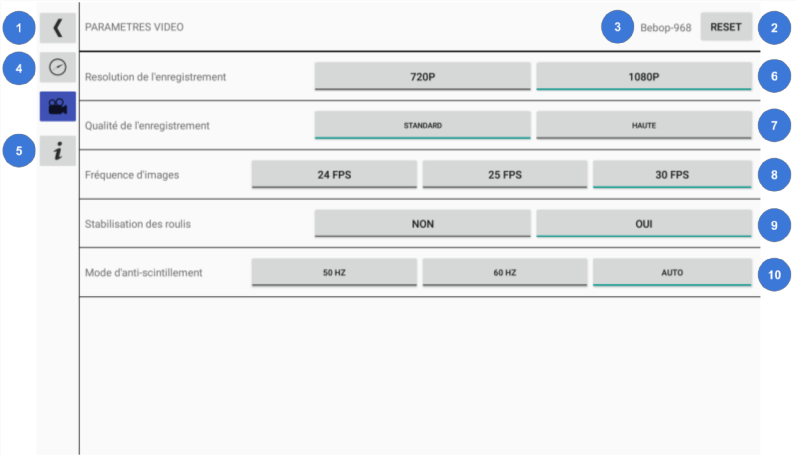 1 PARAMETRES VIDEO 3 Bebop-968 RESET 2
4
Resolution de l'enregistrement 720P 1080P 6
Qualité de l'enregistrement STANDARD HAUTE 7
5 i
Fréquence d'images 24 FPS 25 FPS 30 FPS 8
Stabilisation des roulis NON OUI 9
Mode d'anti-scintillement 50 HZ 60 HZ AUTO 10